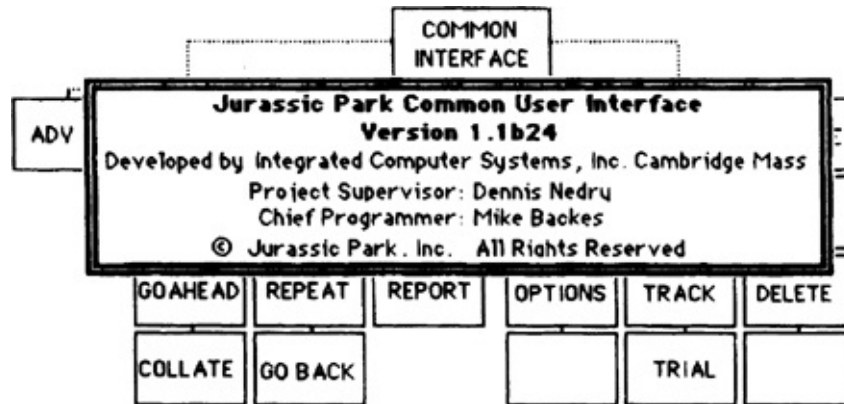 COMMON
INTERFACE
ADV
Jurassic Park Common User Interface
Version 1.1b24
Developed by Integrated Computer Systems, Inc. Cambridge Mass
Project Supervisor: Dennis Nedry
Chief Programmer: Mike Backes
© Jurassic Park. Inc. All Rights Reserved
GO AHEAD REPEAT REPORT OPTIONS TRACK DELETE
COLLATE GO BACK TRIAL